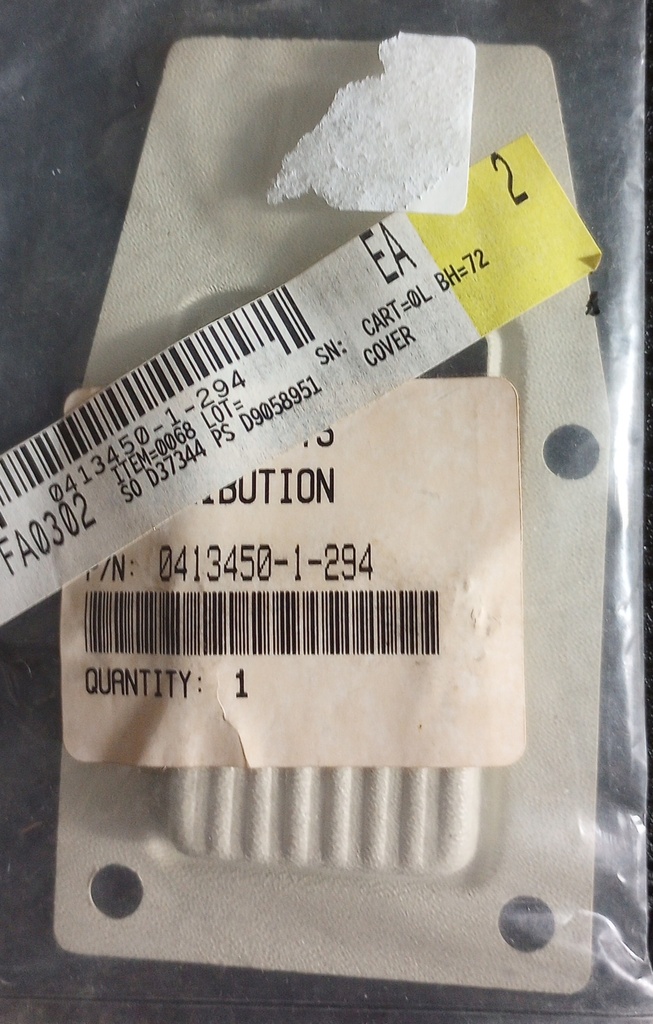 2
EA
CART=0L BH=72
SN:
COVER
0413450-1-294
ITEM=0068 LOT=
SO D37344 PS D9058951
FA0302
P/N: 0413450-1-294
QUANTITY: 1